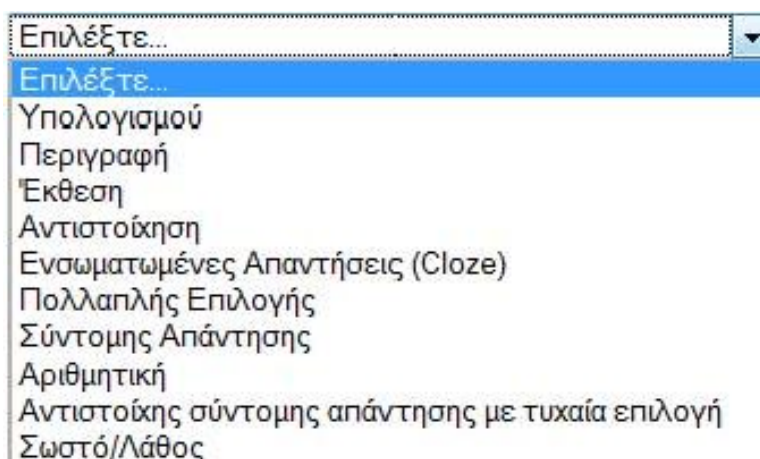 Επιλέξτε...
Επιλέξτε...
Υπολογισμού
Περιγραφή
Έκθεση
Αντιστοίχηση
Ενσωματωμένες Απαντήσεις (Cloze)
Πολλαπλής Επιλογής
Σύντομης Απάντησης
Αριθμητική
Αντιστοίχης σύντομης απάντησης με τυχαία επιλογή
Σωστό/Λάθος